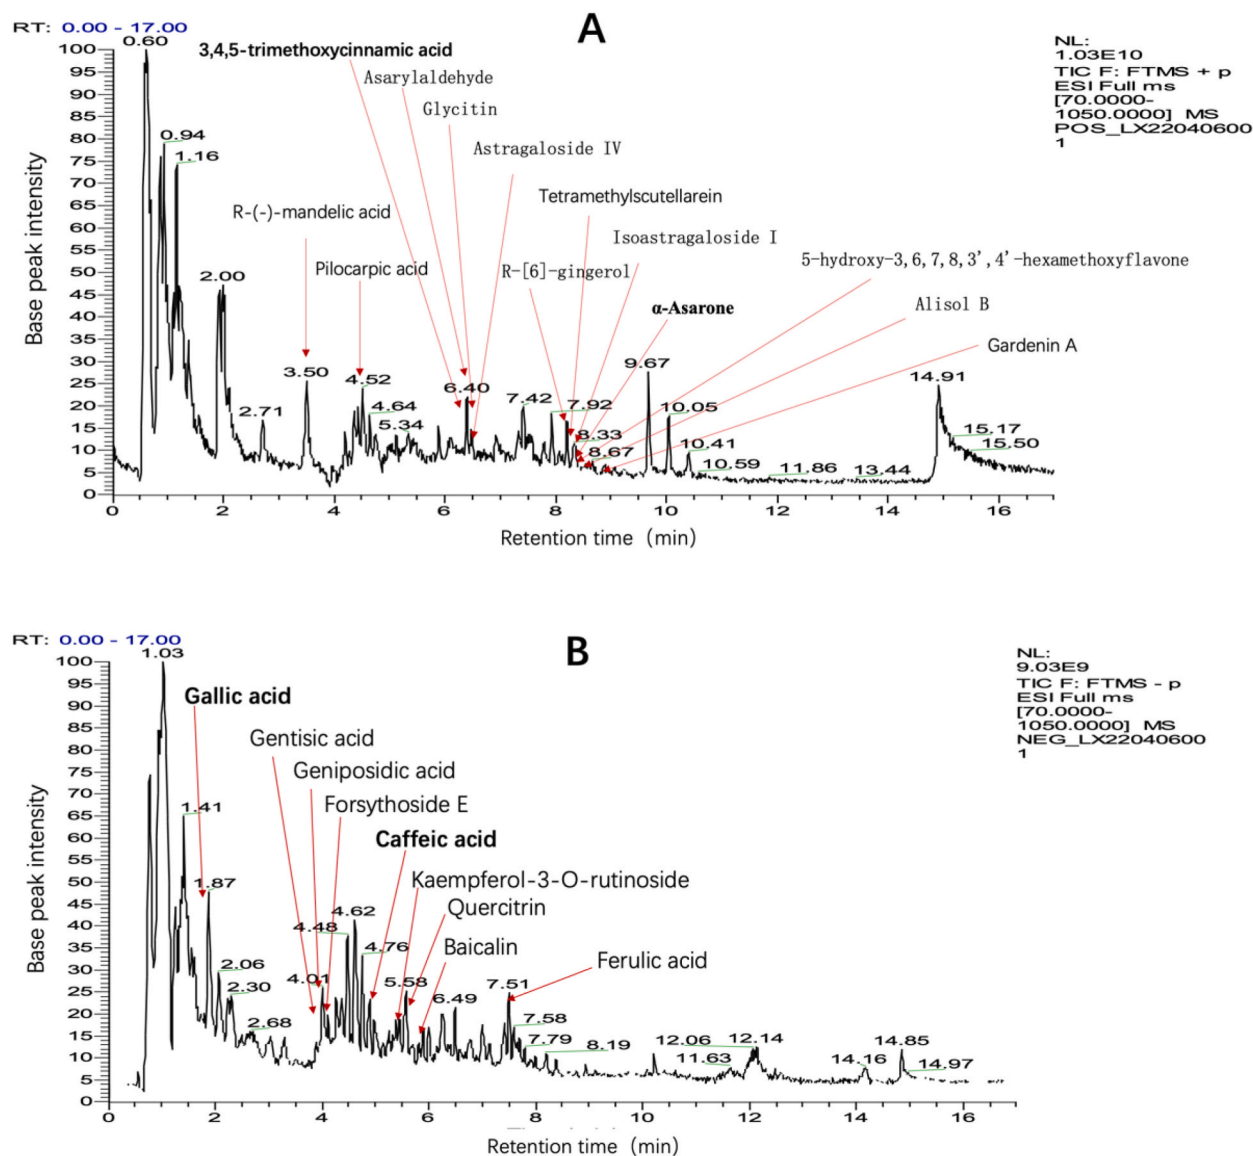 A
RT: 0.00 - 17.00
NL:
1.03E10
TIC F: FTMS + p
ESI Full ms
[70.0000-
1050.0000] MS
POS_LX22040600
1
0.60
3,4,5-trimethoxycinnamic acid
Asarylaldehyde
Glycitin
Astragaloside IV
Tetramethylscutellarein
R-(-)-mandelic acid
Isoastragaloside I
Pilocarpic acid
R-[6]-gingerol
5-hydroxy-3,6,7,8,3',4'-hexamethoxyflavone
α-Asarone
Alisol B
Gardenin A
0.94
1.16
2.00
2.71
3.50
4.52
4.64
5.34
6.40
7.42
7.92
8.33
8.67
9.67
10.05
10.41
10.59
11.86
13.44
14.91
15.17
15.50
Base peak intensity
100
95
90
85
80
75
70
65
60
55
50
45
40
35
30
25
20
15
10
5
0
0 2 4 6 8 10 12 14 16
Retention time (min)
B
RT: 0.00 - 17.00
NL:
9.03E9
TIC F: FTMS - p
ESI Full ms
[70.0000-
1050.0000] MS
NEG_LX22040600
1
1.03
Gallic acid
Gentisic acid
Geniposidic acid
Forsythoside E
Caffeic acid
Kaempferol-3-O-rutinoside
Quercitrin
Baicalin
Ferulic acid
1.41
1.87
2.06
2.30
2.68
4.01
4.48
4.62
4.76
5.58
6.49
7.51
7.58
7.79
8.19
11.63
12.06
12.14
14.16
14.85
14.97
Base peak intensity
100
95
90
85
80
75
70
65
60
55
50
45
40
35
30
25
20
15
10
5
0
0 2 4 6 8 10 12 14 16
Retention time (min)